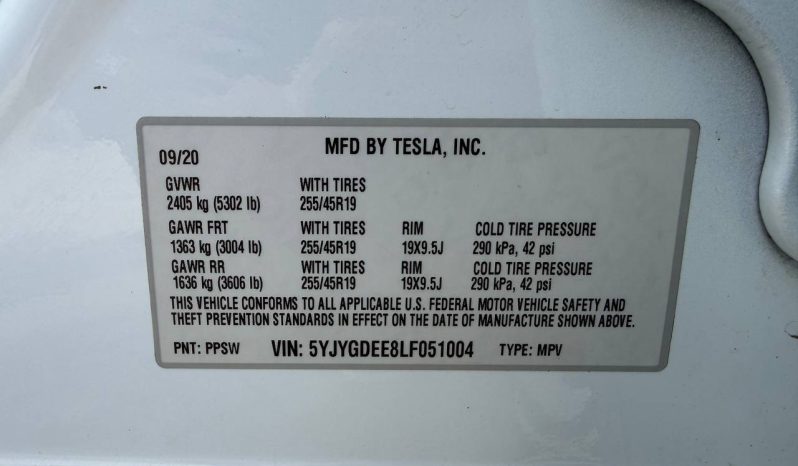 09/20 MFD BY TESLA, INC.
GVWR WITH TIRES
2405 kg (5302 lb) 255/45R19
GAWR FRT WITH TIRES RIM COLD TIRE PRESSURE
1363 kg (3004 lb) 255/45R19 19X9.5J 290 kPa, 42 psi
GAWR RR WITH TIRES RIM COLD TIRE PRESSURE
1636 kg (3606 lb) 255/45R19 19X9.5J 290 kPa, 42 psi
THIS VEHICLE CONFORMS TO ALL APPLICABLE U.S. FEDERAL MOTOR VEHICLE SAFETY AND
THEFT PREVENTION STANDARDS IN EFFECT ON THE DATE OF MANUFACTURE SHOWN ABOVE.
PNT: PPSW VIN: 5YJYGDEE8LF051004 TYPE: MPV